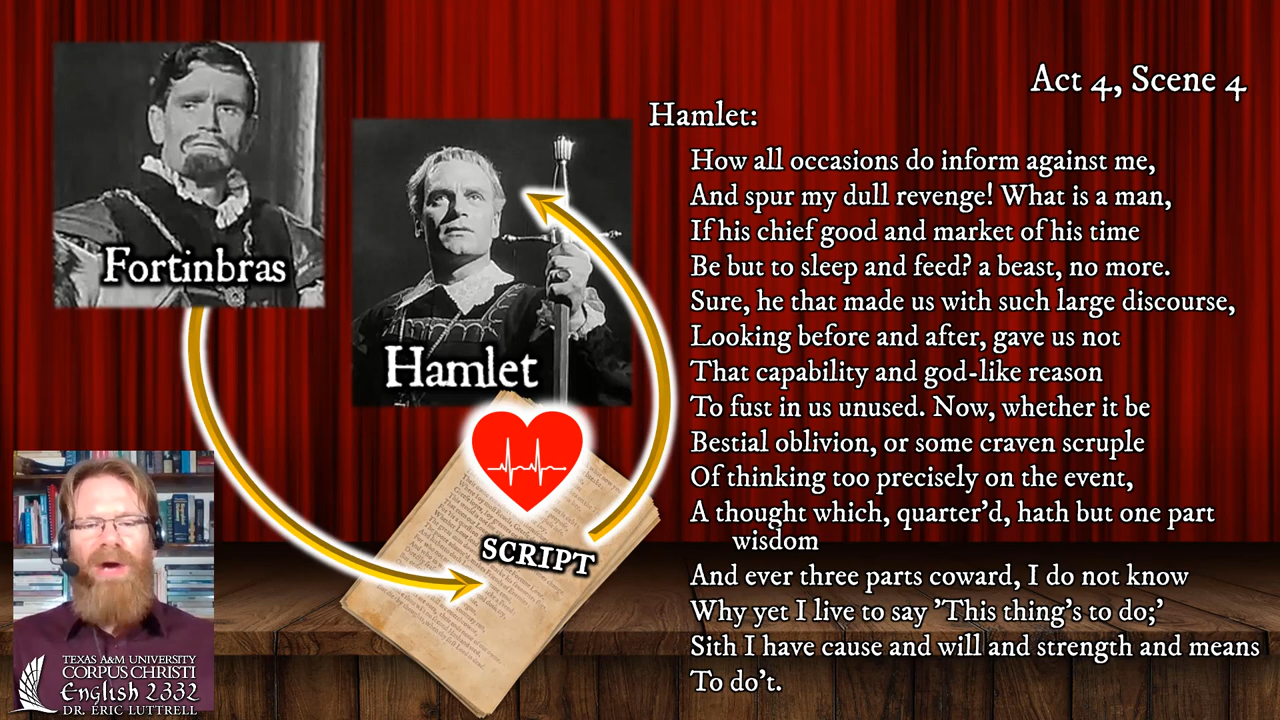 Act 4, Scene 4
Hamlet:
How all occasions do inform against me,
And spur my dull revenge! What is a man,
If his chief good and market of his time
Be but to sleep and feed? a beast, no more.
Sure, he that made us with such large discourse,
Looking before and after, gave us not
That capability and god-like reason
To fust in us unused. Now, whether it be
Bestial oblivion, or some craven scruple
Of thinking too precisely on the event,
A thought which, quarter'd, hath but one part
wisdom
And ever three parts coward, I do not know
Why yet I live to say 'This thing's to do;'
Sith I have cause and will and strength and means
To do't.
Fortinbras
Hamlet
SCRIPT
TEXAS A&M UNIVERSITY
CORPUS CHRISTI
English 2332
DR. ERIC LUTTRELL